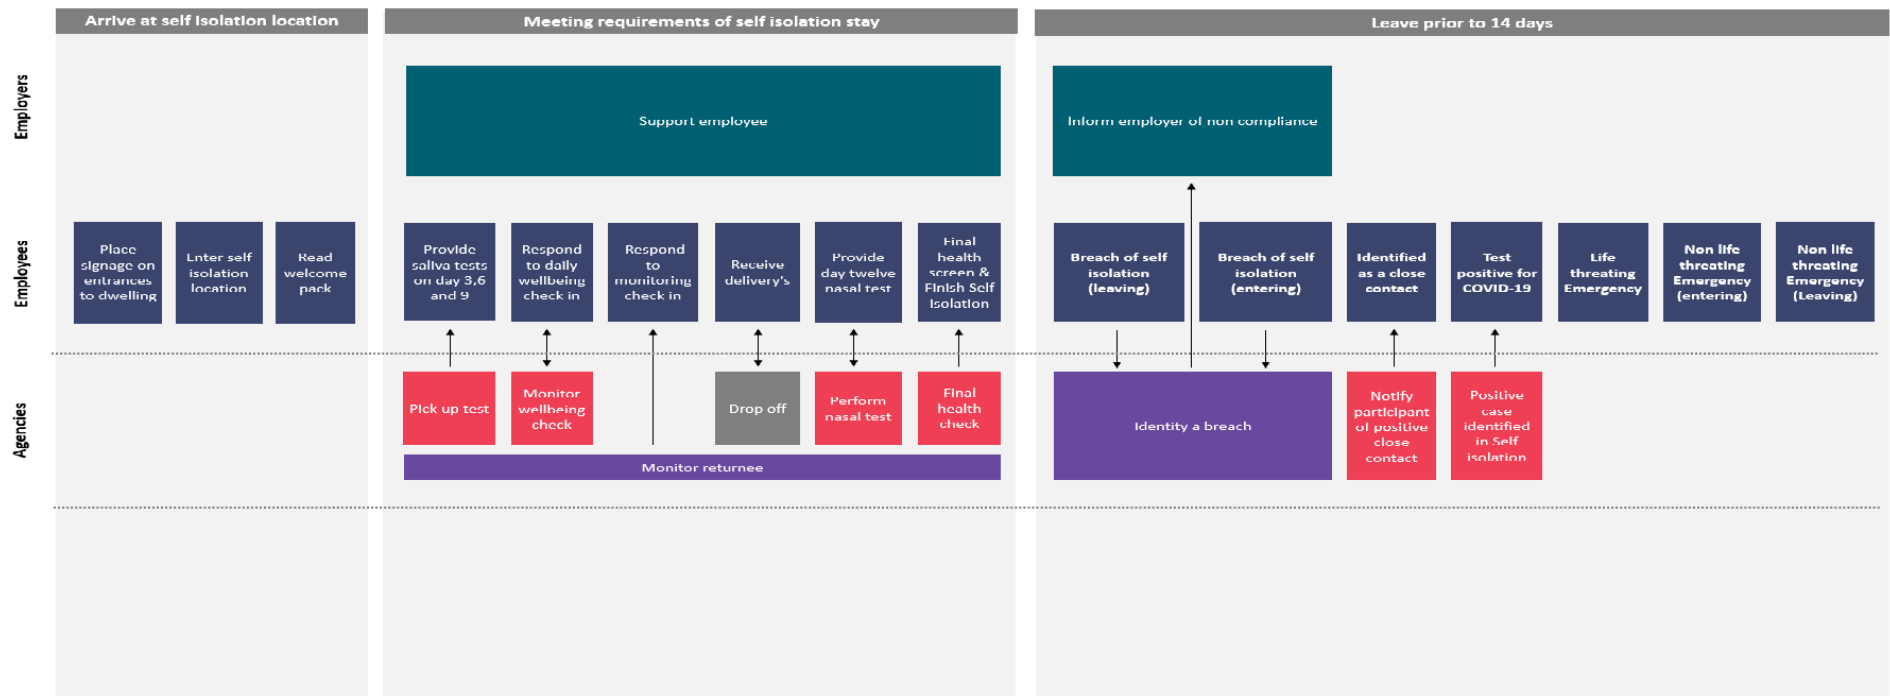 Arrive at self isolation location
Meeting requirements of self isolation stay
Leave prior to 14 days
Employers
Support employee
Inform employer of non compliance
Employees
Place
signage on
entrances
to dwelling
Enter self
isolation
location
Read
welcome
pack
Provide
saliva tests
on day 3,6
and 9
Respond
to daily
wellbeing
check in
Respond
to
monitoring
check in
Receive
delivery's
Provide
day twelve
nasal test
Final
health
screen &
Finish Self
Isolation
Breach of self
isolation
(leaving)
Breach of self
isolation
(entering)
Identified
as a close
contact
Test
positive for
COVID-19
Life
threating
Emergency
Non life
threating
Emergency
(entering)
Non life
threating
Emergency
(Leaving)
Agencies
Pick up test
Monitor
wellbeing
check
Drop off
Perform
nasal test
Final
health
check
Monitor returnee
Identity a breach
Notify
participant
of positive
close
contact
Positive
case
identified
in Self
isolation